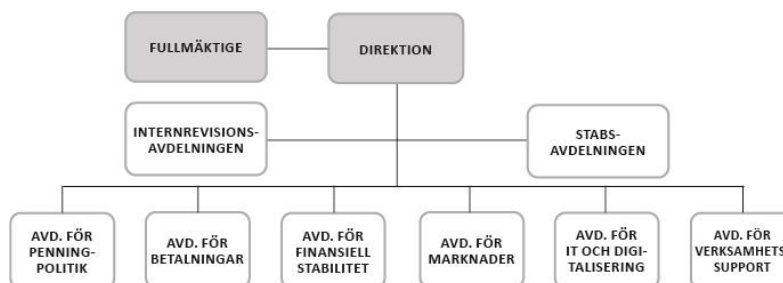 FULLMÄKTIGE
DIREKTION
INTERNREVISIONS-
AVDELNINGEN
STABS-
AVDELNINGEN
AVD. FÖR
PENNING-
POLITIK
AVD. FÖR
BETALNINGAR
AVD. FÖR
FINANSIELL
STABILITET
AVD. FÖR
MARKNADER
AVD. FÖR
IT OCH DIGI-
TALISERING
AVD. FÖR
VERKSAMHETS
SUPPORT